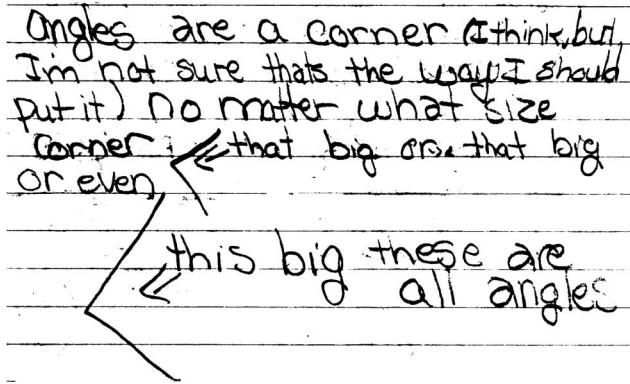 angles are a corner (I think, but,
I'm not sure thats the way I should
put it) no matter what size
corner. that big or. that big
or even
this big these are
all angles